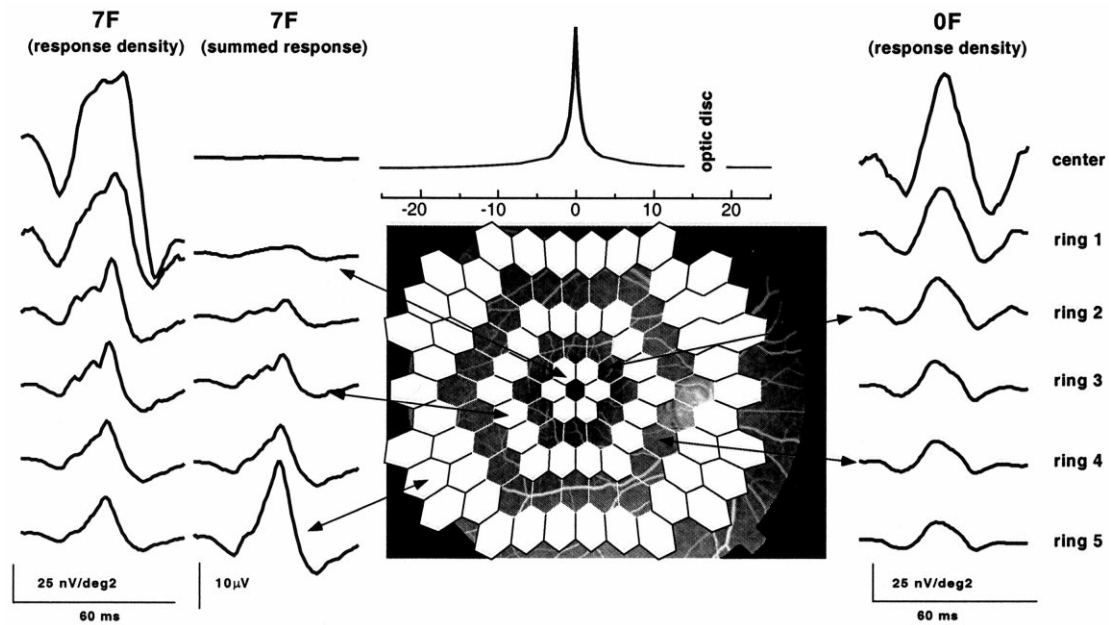 7F
(response density)
7F
(summed response)
optic disc
0F
(response density)
-20 -10 0 10 20
center
ring 1
ring 2
ring 3
ring 4
ring 5
25 nV/deg2
60 ms
10µV
25 nV/deg2
60 ms